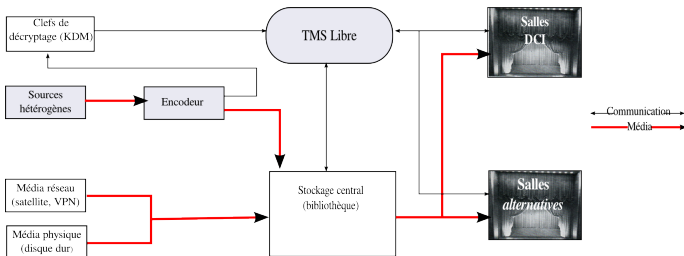 Clefs de
décryptage (KDM)
TMS Libre
Salles
DCI
Sources
hétérogènes
Encodeur
Communication
Média
Média réseau
(satellite, VPN)
Stockage central
(bibliothèque)
Salles
alternatives
Média physique
(disque dur)